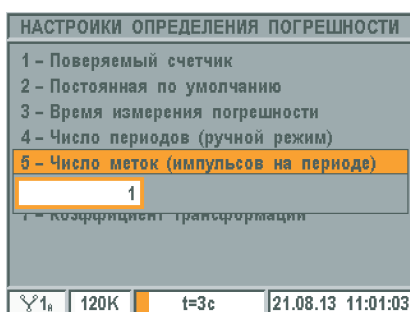 НАСТРОЙКИ ОПРЕДЕЛЕНИЯ ПОГРЕШНОСТИ
1 – Поверяемый счетчик
2 – Постоянная по умолчанию
3 – Время измерения погрешности
4 – Число периодов (ручной режим)
5 – Число меток (импульсов на периоде)
1
7 – Коэффициент трансформации
1А 120К t=3с 21.08.13 11:01:03